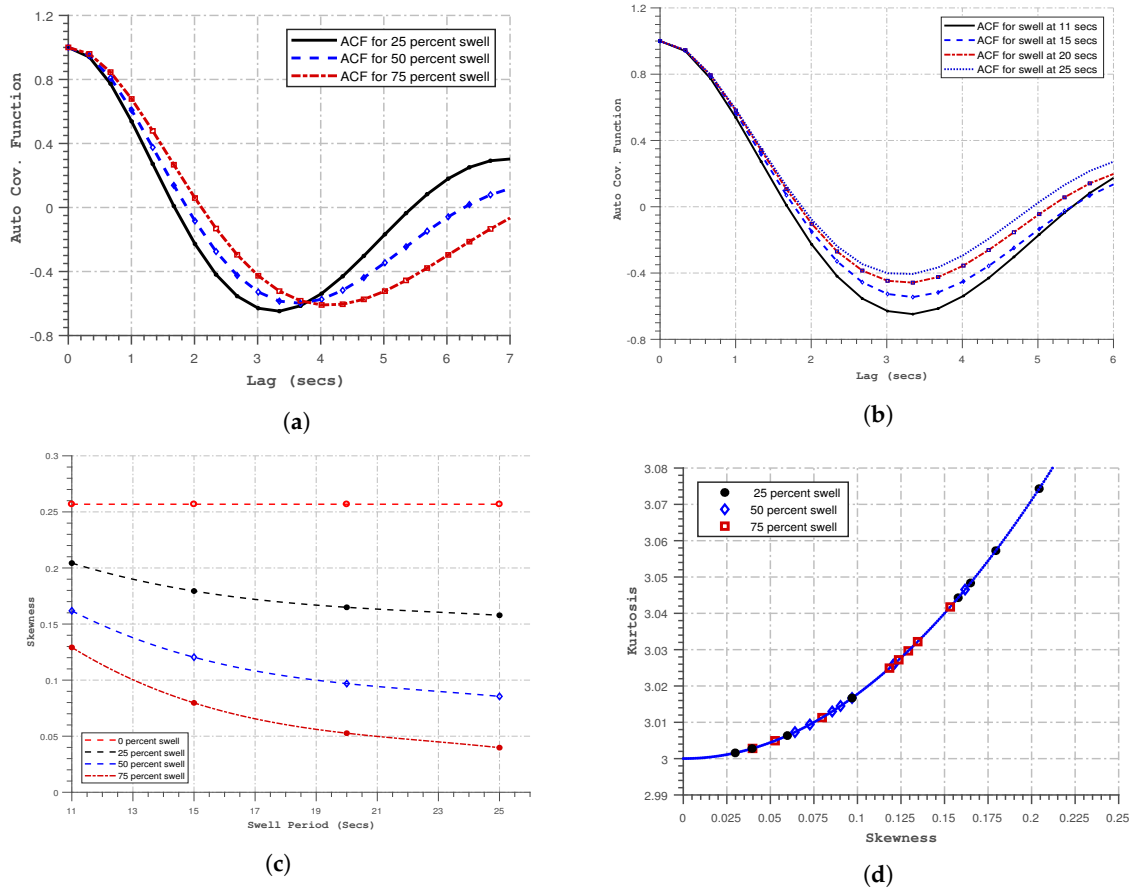 (a)
Auto Cov. Function
1.2
0.8
0.4
0
-0.4
-0.8
ACF for 25 percent swell
ACF for 50 percent swell
ACF for 75 percent swell
0 1 2 3 4 5 6 7
Lag (secs)
(a)
(b)
Auto Cov. Function
1.2
0.8
0.4
0
-0.4
-0.8
ACF for swell at 11 secs
ACF for swell at 15 secs
ACF for swell at 20 secs
ACF for swell at 25 secs
0 1 2 3 4 5 6
Lag (secs)
(b)
(c)
Skewness
0.3
0.25
0.2
0.15
0.1
0.05
0
0 percent swell
25 percent swell
50 percent swell
75 percent swell
11 13 15 17 19 21 23 25
Swell Period (Secs)
(c)
(d)
Kurtosis
3.08
3.07
3.06
3.05
3.04
3.03
3.02
3.01
3
2.99
25 percent swell
50 percent swell
75 percent swell
0 0.025 0.05 0.075 0.1 0.125 0.15 0.175 0.2 0.225 0.25
Skewness
(d)